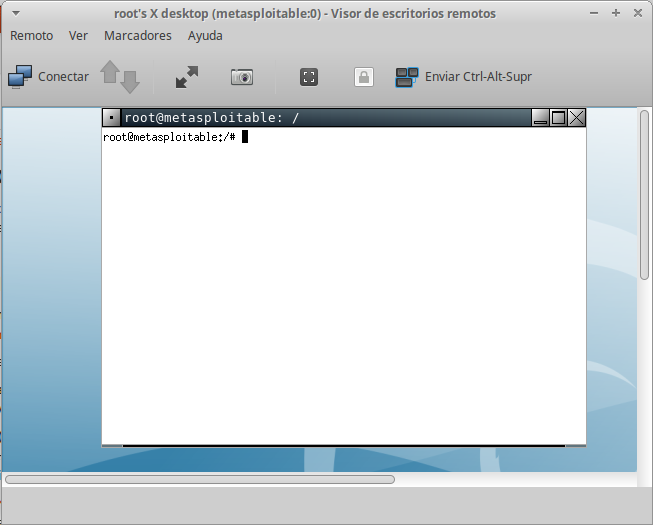 root's X desktop (metasploitable:0) - Visor de escritorios remotos
Remoto Ver Marcadores Ayuda
Conectar Enviar Ctrl-Alt-Supr
root@metasploitable: /
root@metasploitable:/#